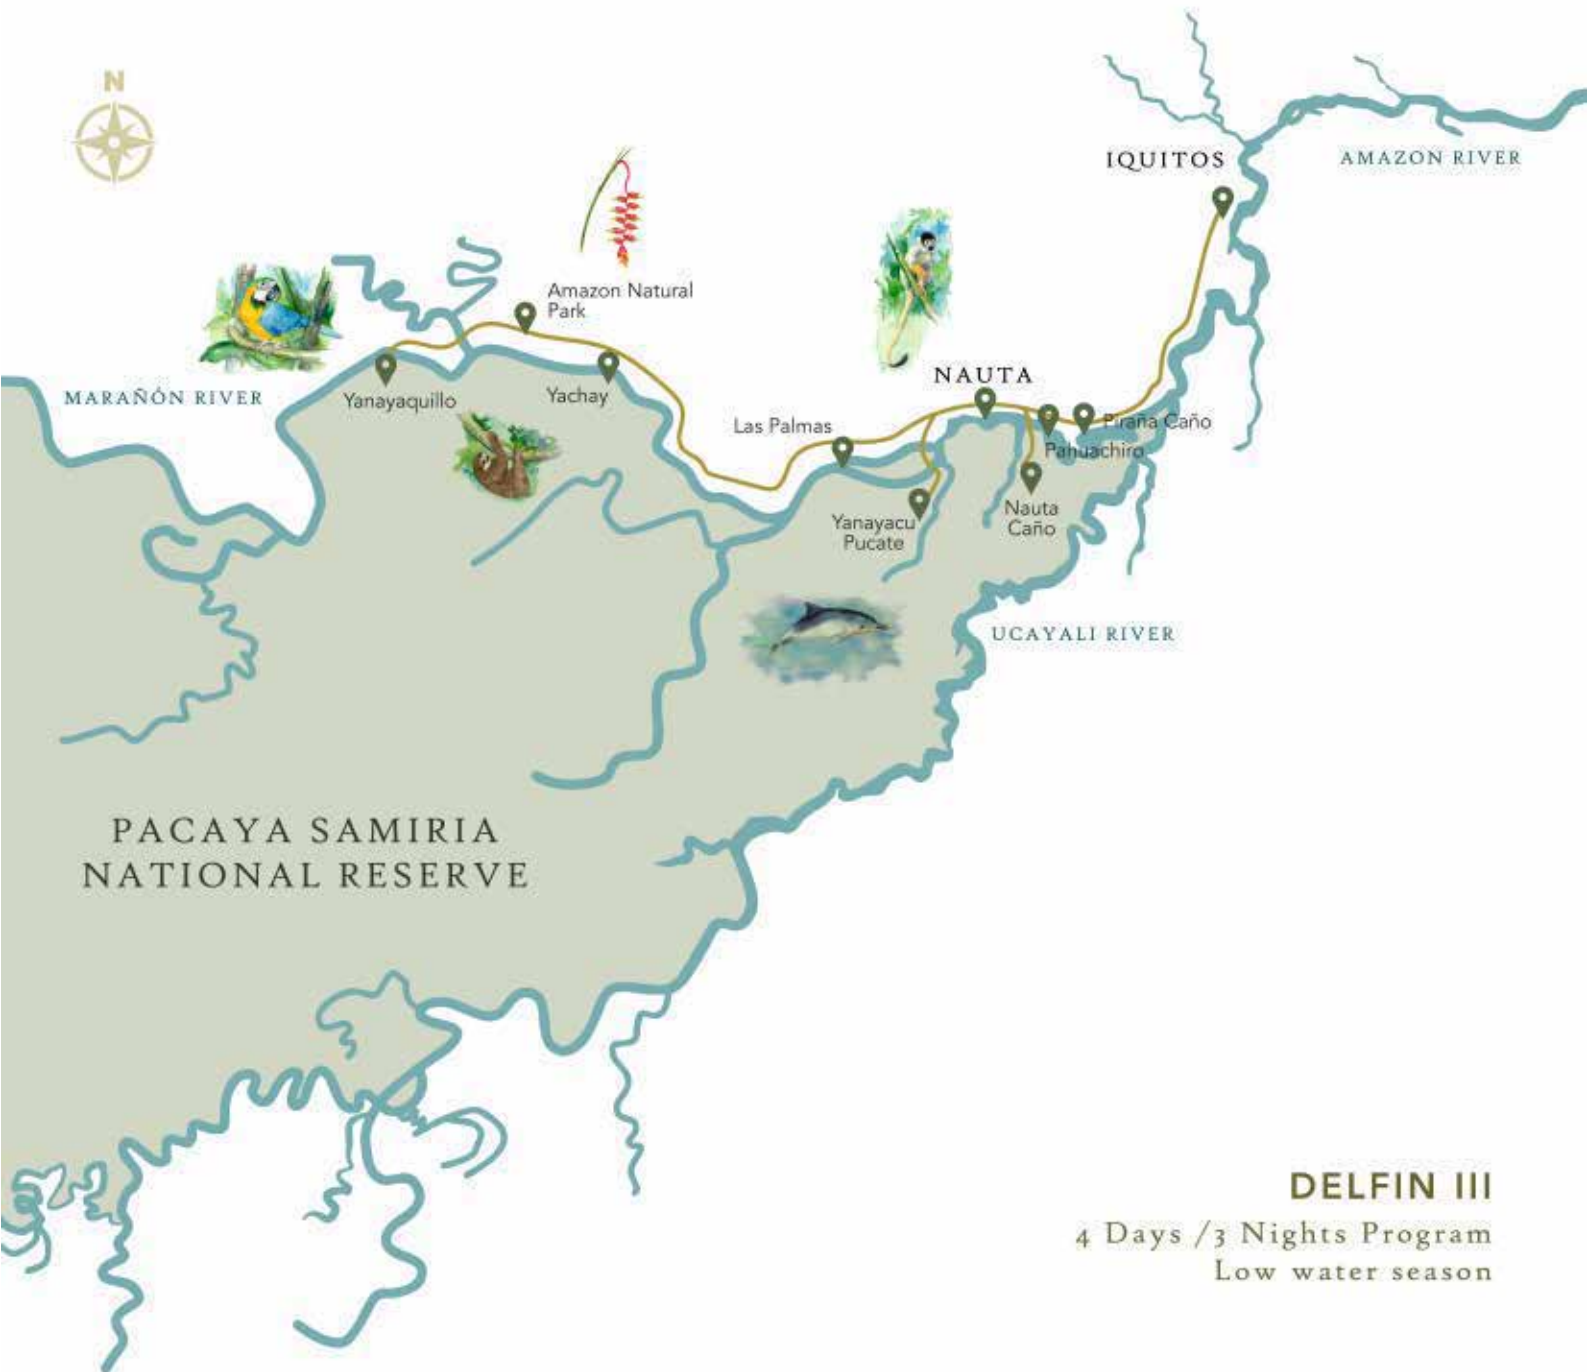 N
IQUITOS
AMAZON RIVER
Amazon Natural
Park
NAUTA
MARAÑÓN RIVER
Yanayaquillo
Yachay
Las Palmas
Piraña Caño
Pahuachiro
Nauta
Caño
Yanayacu
Pucate
UCAYALI RIVER
PACAYA SAMIRIA
NATIONAL RESERVE
DELFIN III
4 Days /3 Nights Program
Low water season